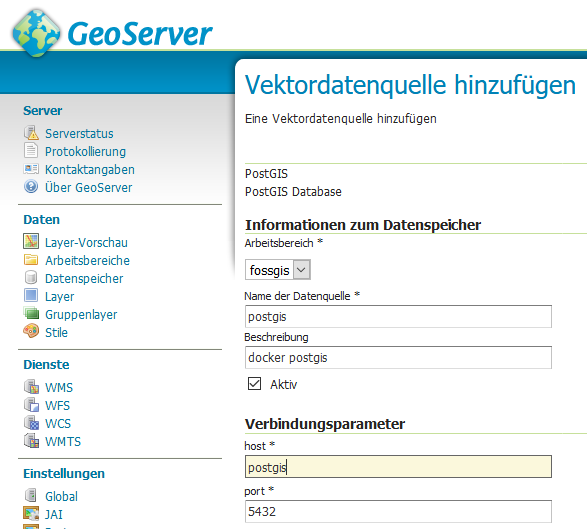 GeoServer
Server
Serverstatus
Protokollierung
Kontaktangaben
Über GeoServer
Daten
Layer-Vorschau
Arbeitsbereiche
Datenspeicher
Layer
Gruppenlayer
Stile
Dienste
WMS
WFS
WCS
WMTS
Einstellungen
Global
JAI
Vektordatenquelle hinzufügen
Eine Vektordatenquelle hinzufügen
PostGIS
PostGIS Database
Informationen zum Datenspeicher
Arbeitsbereich *
fossgis
Name der Datenquelle *
postgis
Beschreibung
docker postgis
Aktiv
Verbindungsparameter
host *
postgis
port *
5432